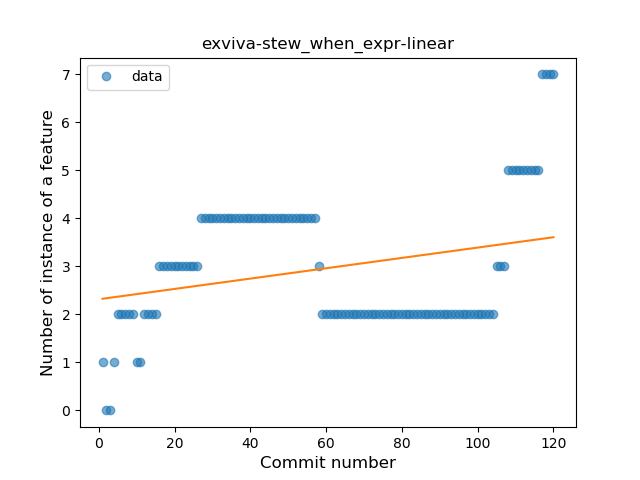 exviva-stew_when_expr-linear
data
Number of instance of a feature
7
6
5
4
3
2
1
0
0 20 40 60 80 100 120
Commit number